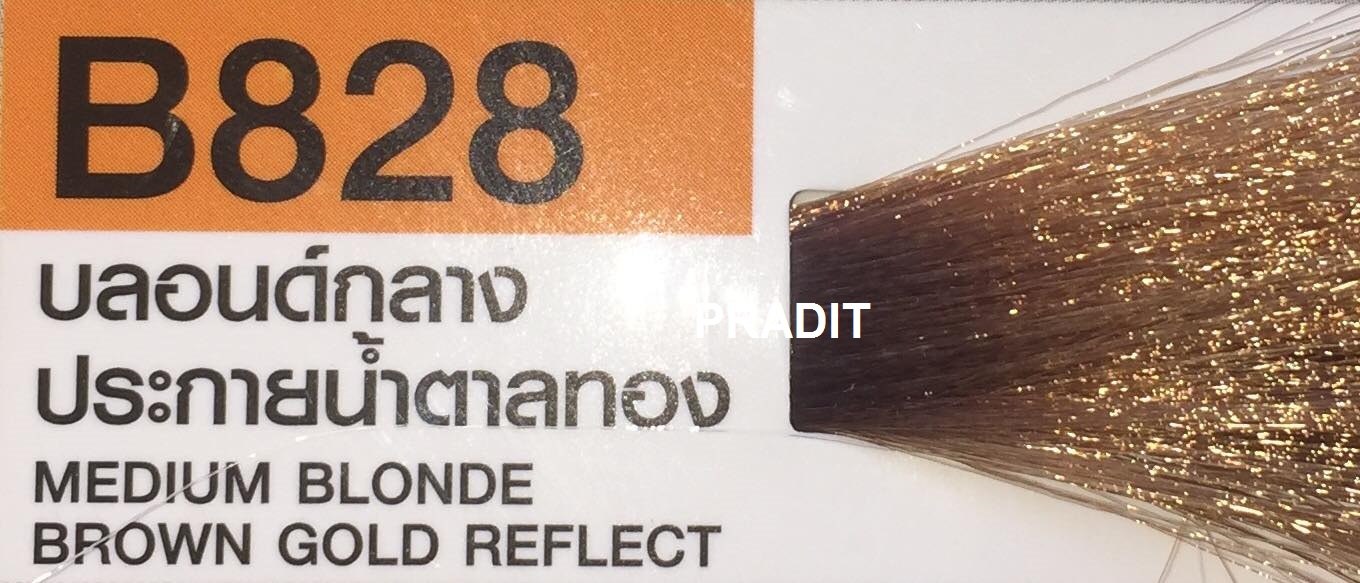 B828
บลอนด์กลาง
ประกายน้ำตาลทอง
MEDIUM BLONDE
BROWN GOLD REFLECT
PRADIT